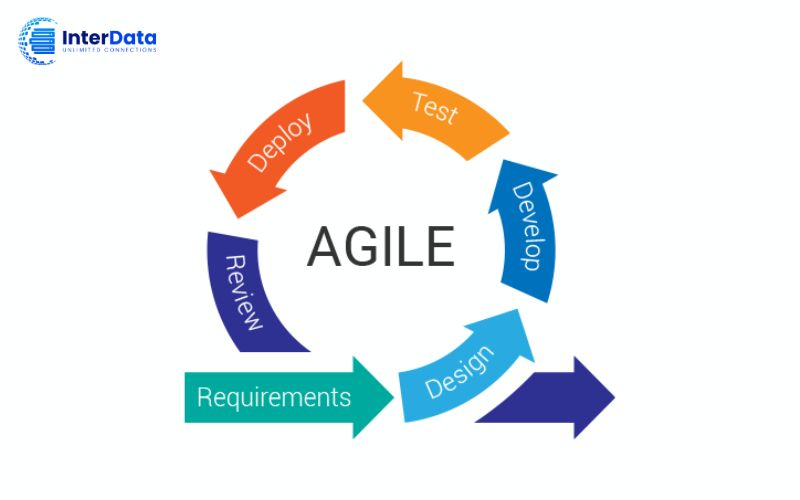 InterData
UNLIMITED CONNECTIONS
Test
Deploy
Develop
AGILE
Review
Design
Requirements